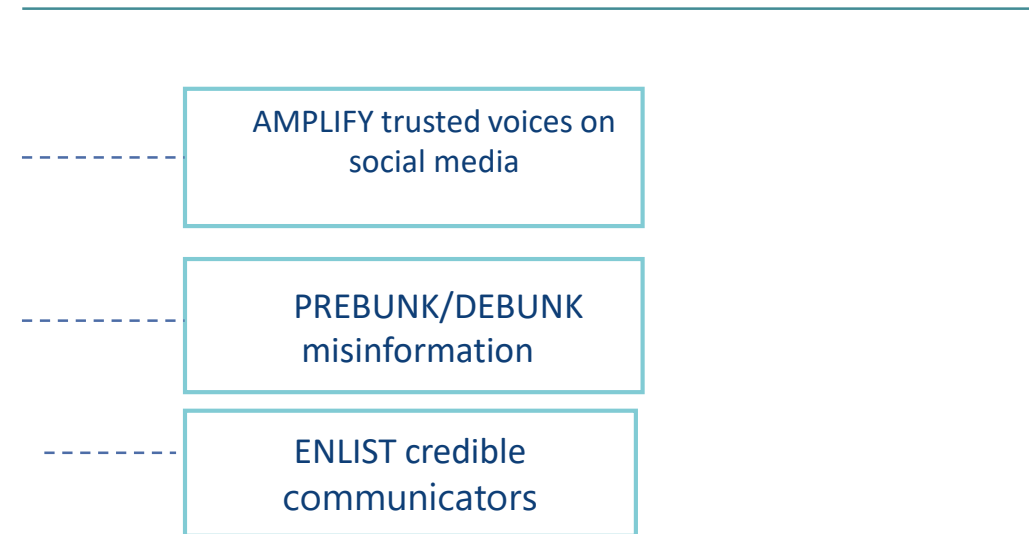 AMPLIFY trusted voices on
social media
PREBUNK/DEBUNK
misinformation
ENLIST credible
communicators